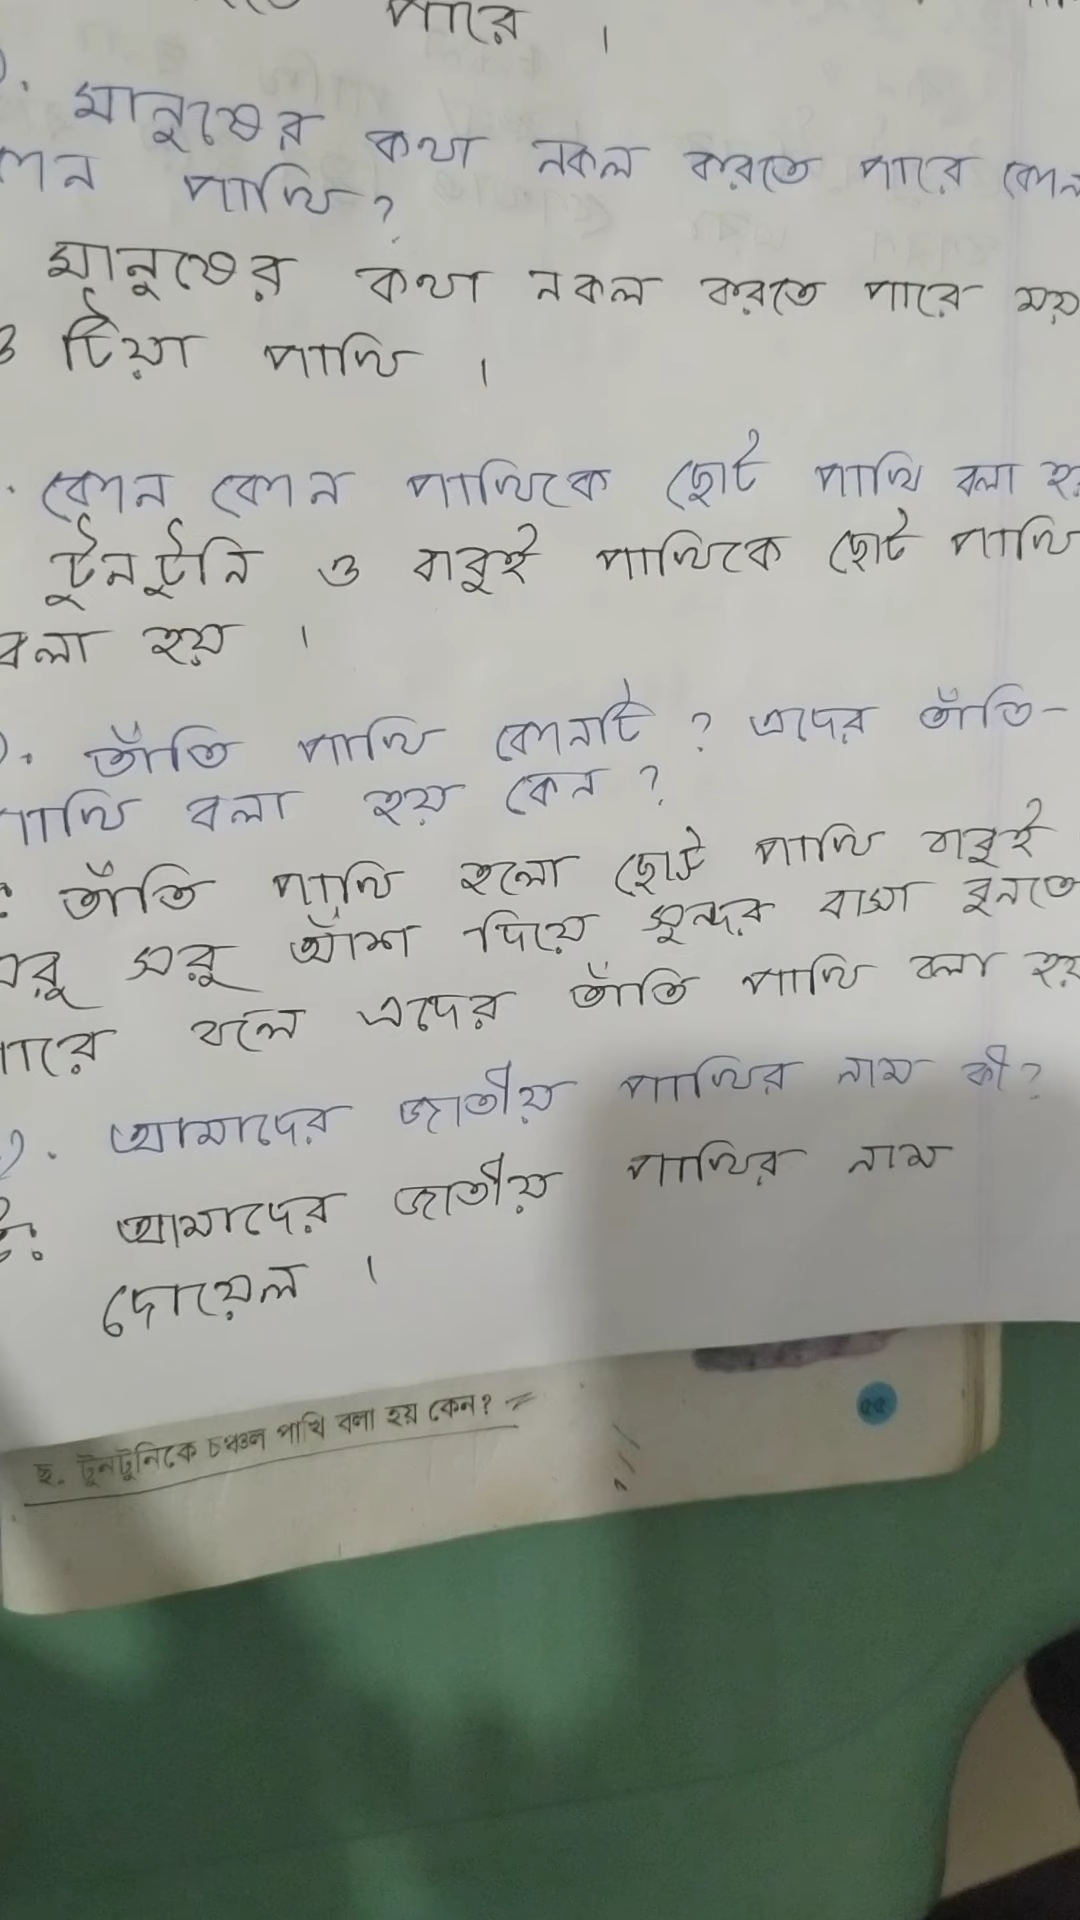 পারে ।
মানুষের কথা নকল করতে পারে কোন
পাখি?
মানুষের কথা নকল করতে পারে ময়
ও টিয়া পাখি ।
কোন কোন পাখিকে ছোট পাখি বলা হ
টুনটুনি ও বাবুই পাখিকে ছোট পাখি
বলা হয় ।
তাঁতি পাখি কোনটি ? এদের তাঁতি-
পাখি বলা হয় কেন ?
তাঁতি পাখি হলো ছোট পাখি বাবুই
সরু সরু আঁশ দিয়ে সুন্দর বাসা বুনতে
পারে বলে এদের তাঁতি পাখি বলা হয়
আমাদের জাতীয় পাখির নাম কী?
উ: আমাদের জাতীয় পাখির নাম
দোয়েল ।
ছ. টুনটুনিকে চঞ্চল পাখি বলা হয় কেন?
৫৫